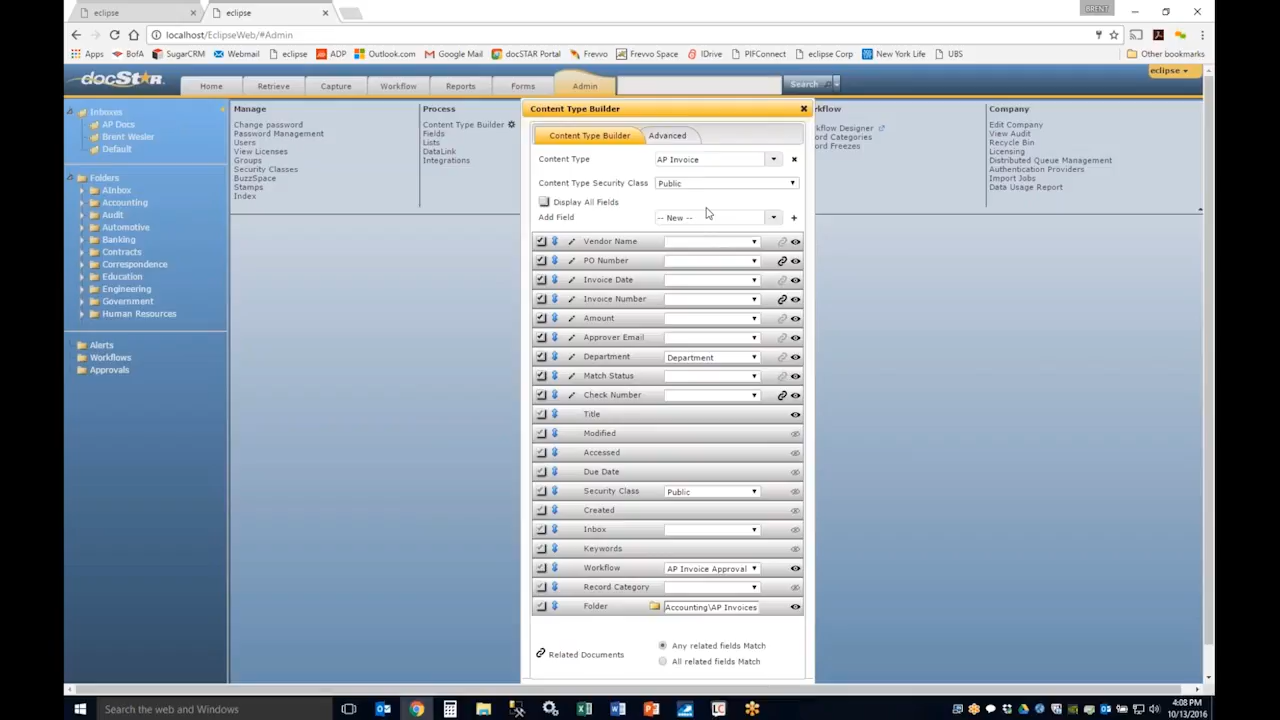 eclipse
eclipse
BRENT
localhost/EclipseWeb/#Admin
Apps
BofA
SugarCRM
Webmail
eclipse
ADP
Outlook.com
Google Mail
docSTAR Portal
Frevvo
Frevvo Space
IDrive
PIFConnect
eclipse Corp
New York Life
UBS
Other bookmarks
docSTAR
Home
Retrieve
Capture
Workflow
Reports
Forms
Admin
Search
eclipse
Inboxes
AP Docs
Brent Wesler
Default
Folders
AInbox
Accounting
Audit
Automotive
Banking
Contracts
Correspondence
Education
Engineering
Government
Human Resources
Alerts
Workflows
Approvals
Manage
Change password
Password Management
Users
View Licenses
Groups
Security Classes
BuzzSpace
Stamps
Index
Process
Content Type Builder
Fields
Lists
DataLink
Integrations
Content Type Builder
Content Type Builder
Advanced
Content Type
AP Invoice
Content Type Security Class
Public
Display All Fields
Add Field
-- New --
Vendor Name
PO Number
Invoice Date
Invoice Number
Amount
Approver Email
Department
Department
Match Status
Check Number
Title
Modified
Accessed
Due Date
Security Class
Public
Created
Inbox
Keywords
Workflow
AP Invoice Approval
Record Category
Folder
Accounting\AP Invoices
Related Documents
Any related fields Match
All related fields Match
rkflow
kflow Designer
ord Categories
ord Freezes
Company
Edit Company
View Audit
Recycle Bin
Licensing
Distributed Queue Management
Authentication Providers
Import Jobs
Data Usage Report
Search the web and Windows
4:08 PM
10/13/2016